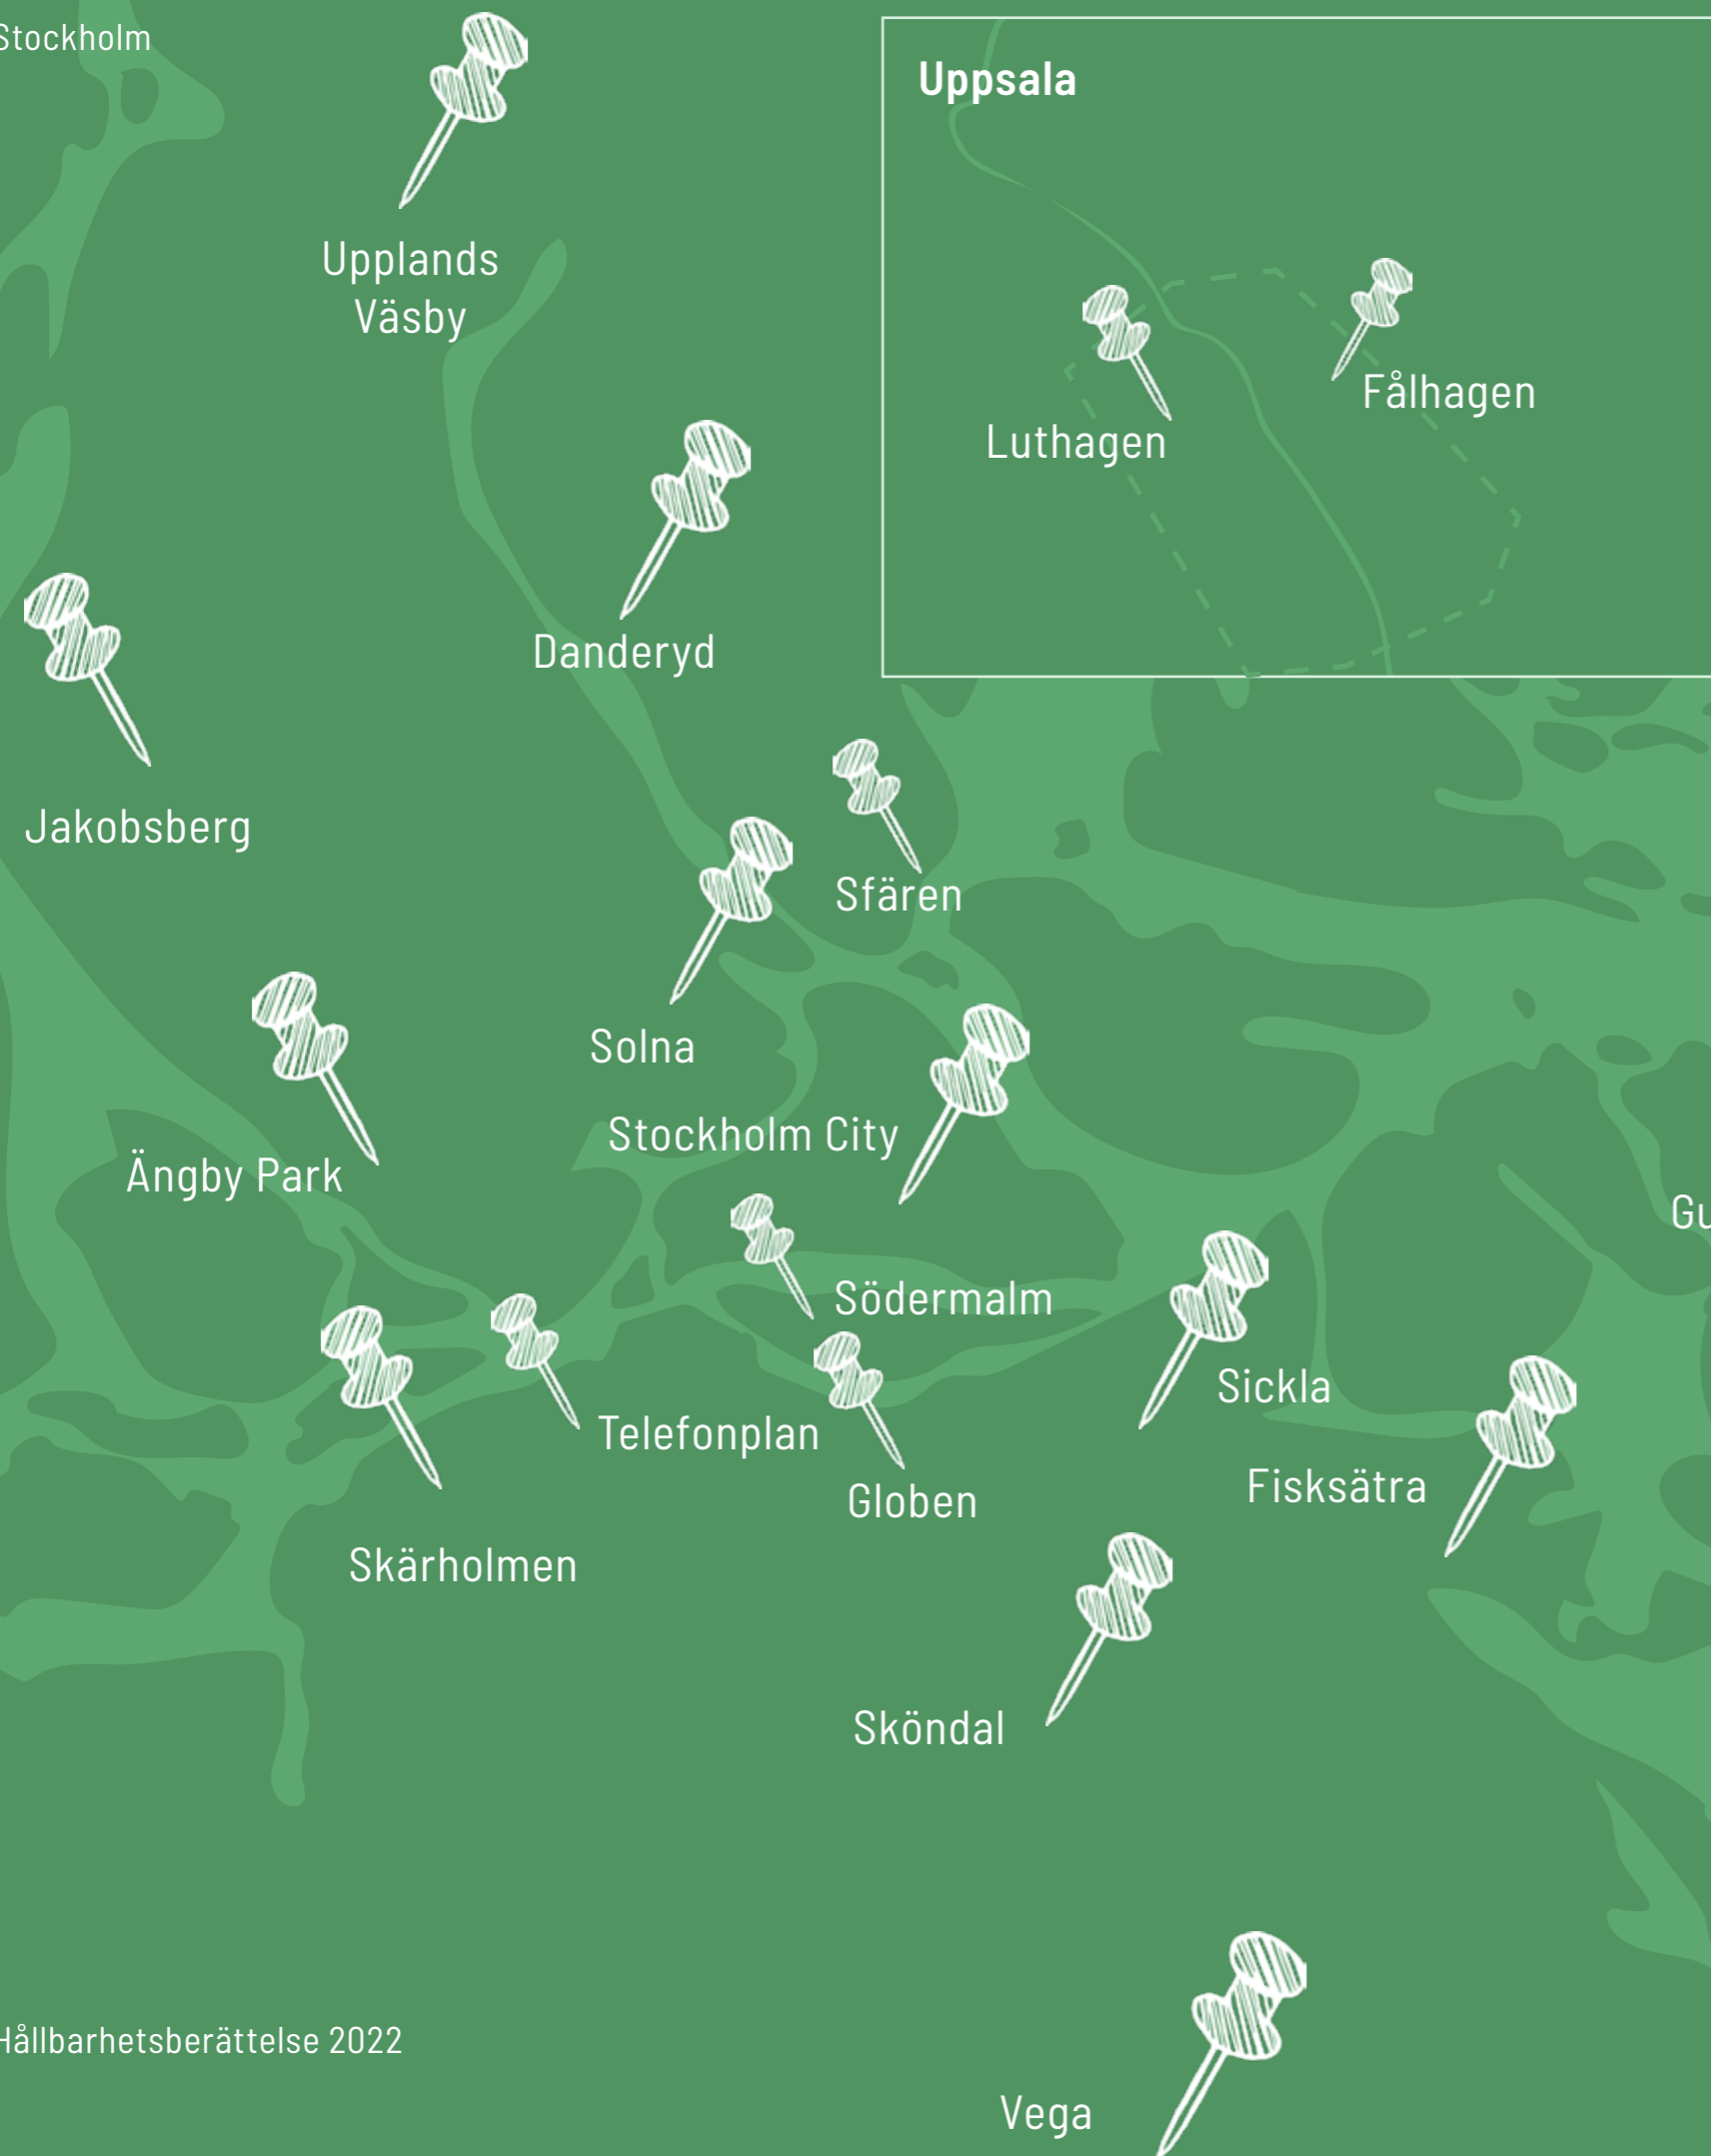 Stockholm
Uppsala
Upplands
Väsby
Fålhagen
Luthagen
Danderyd
Jakobsberg
Sfären
Solna
Stockholm City
Ängby Park
Gu
Södermalm
Sickla
Telefonplan
Fisksätra
Globen
Skärholmen
Sköndal
Hållbarhetsberättelse 2022
Vega